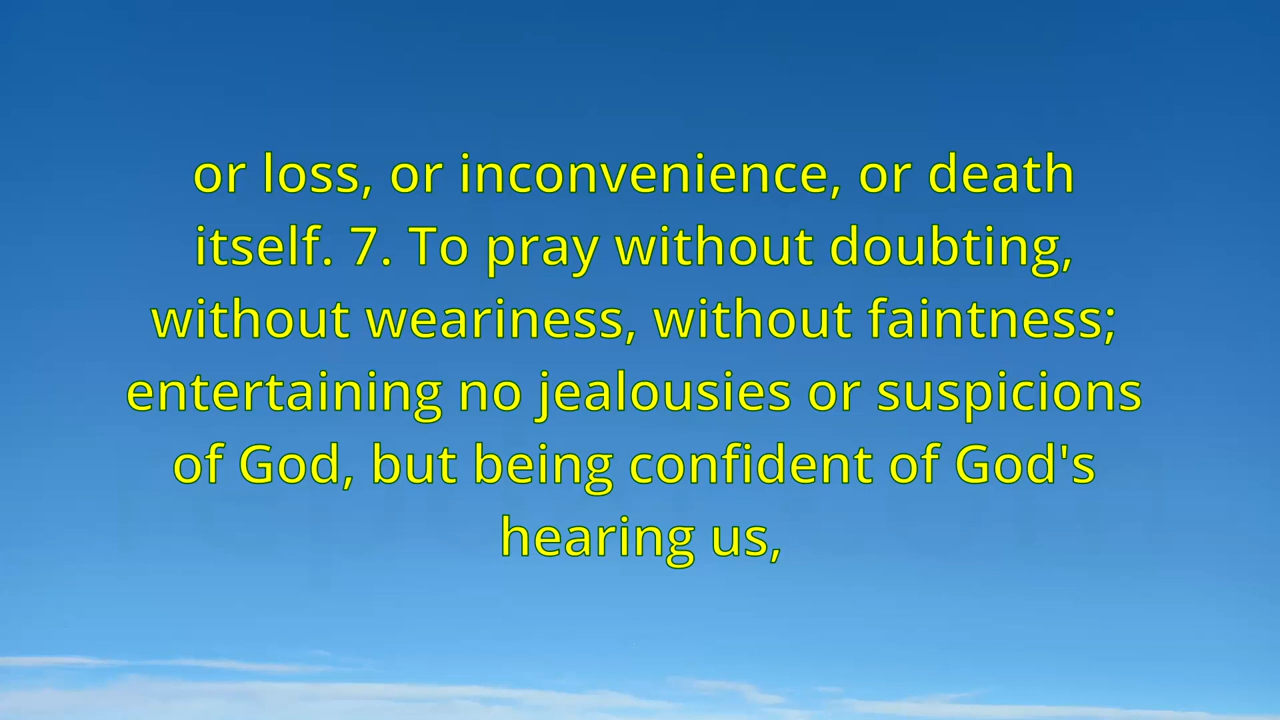 or loss, or inconvenience, or death
itself. 7. To pray without doubting,
without weariness, without faintness;
entertaining no jealousies or suspicions
of God, but being confident of God's
hearing us,